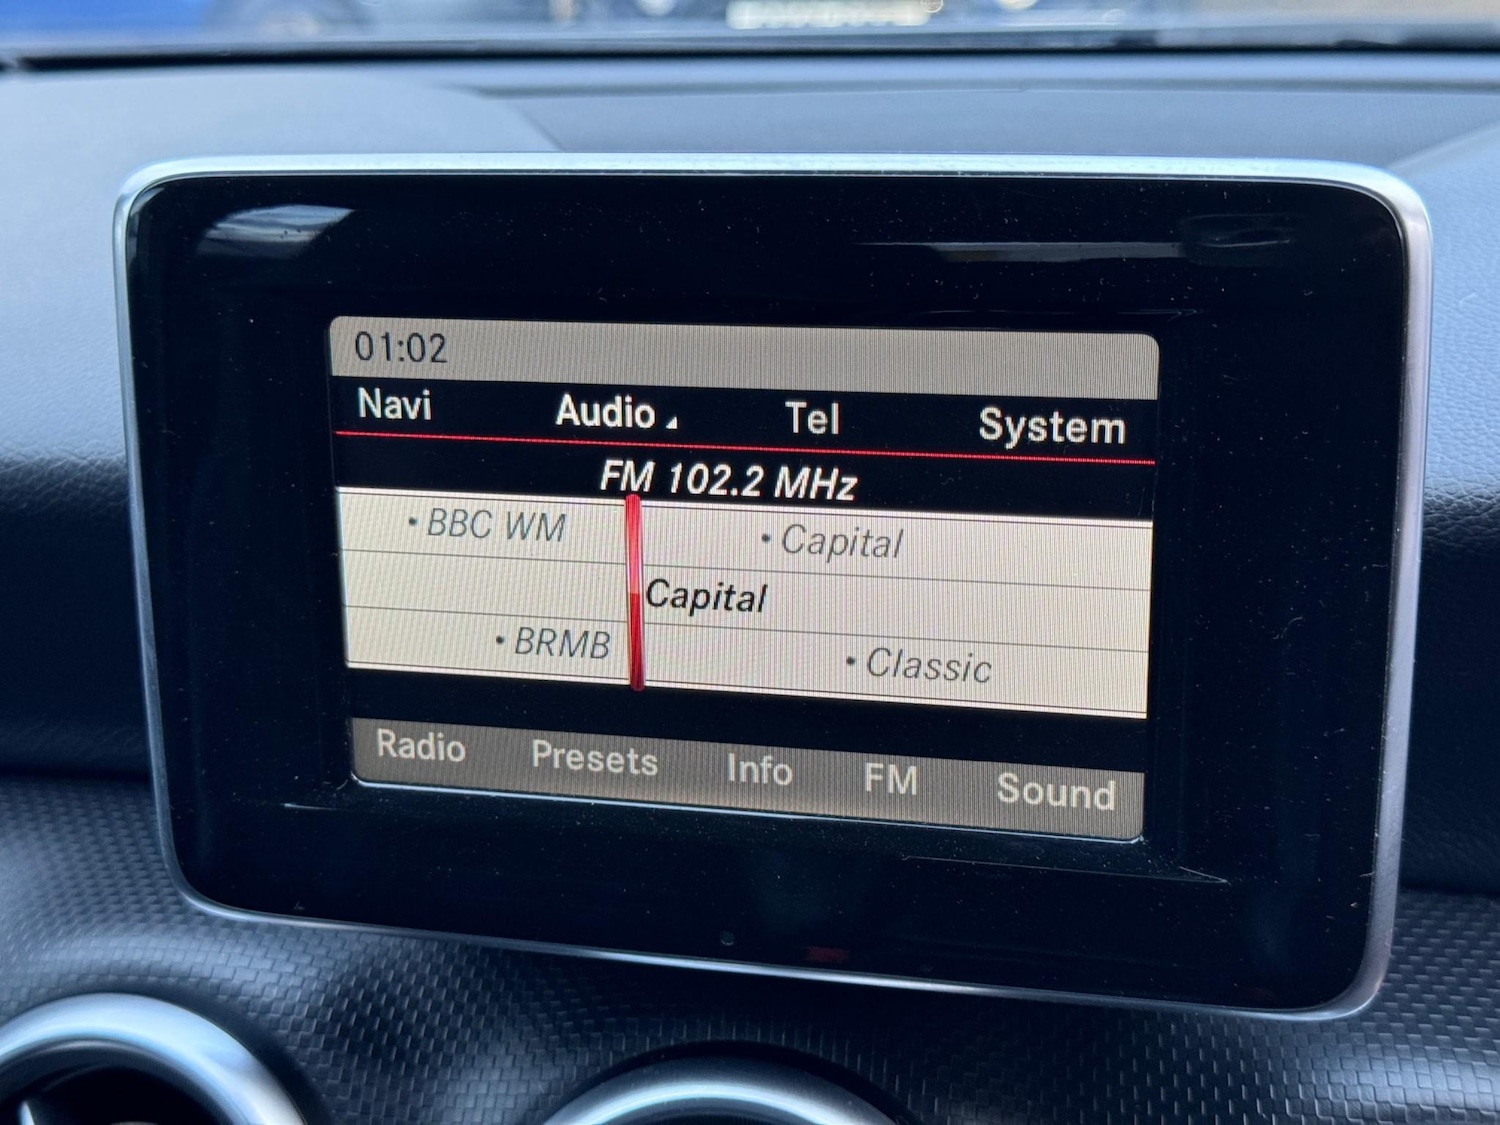 01:02
Navi Audio Tel System
FM 102.2 MHz
• BBC WM • Capital
Capital
• BRMB • Classic
Radio Presets Info FM Sound